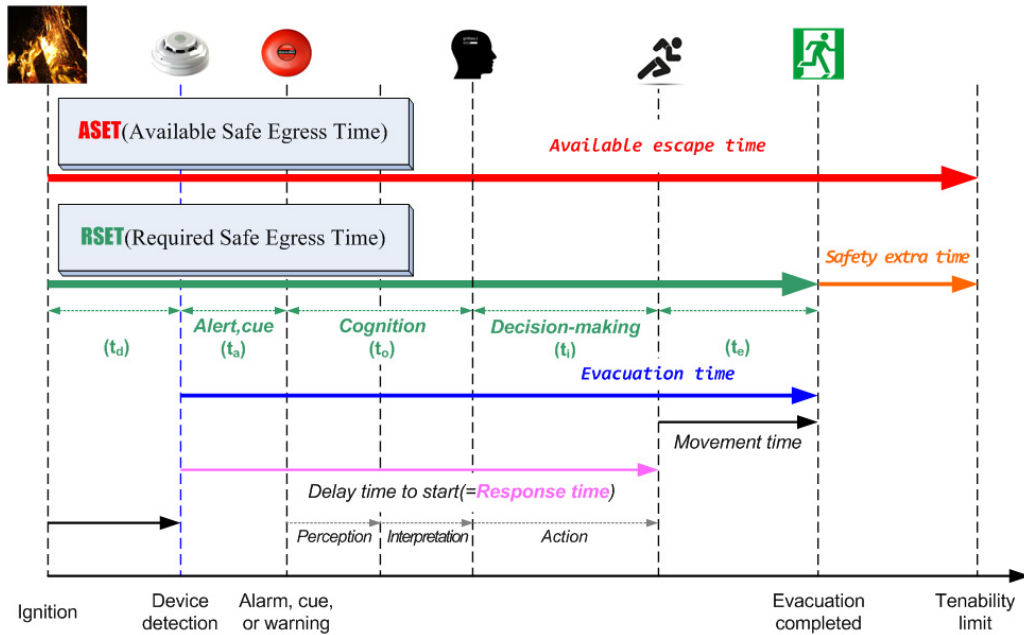 ASET(Available Safe Egress Time)
Available escape time
RSET(Required Safe Egress Time)
Safety extra time
Alert,cue
Cognition
Decision-making
(td)
(ta)
(to)
(ti)
(te)
Evacuation time
Movement time
Delay time to start(=Response time)
Perception
Interpretation
Action
Ignition
Device
detection
Alarm, cue,
or warning
Evacuation
completed
Tenability
limit